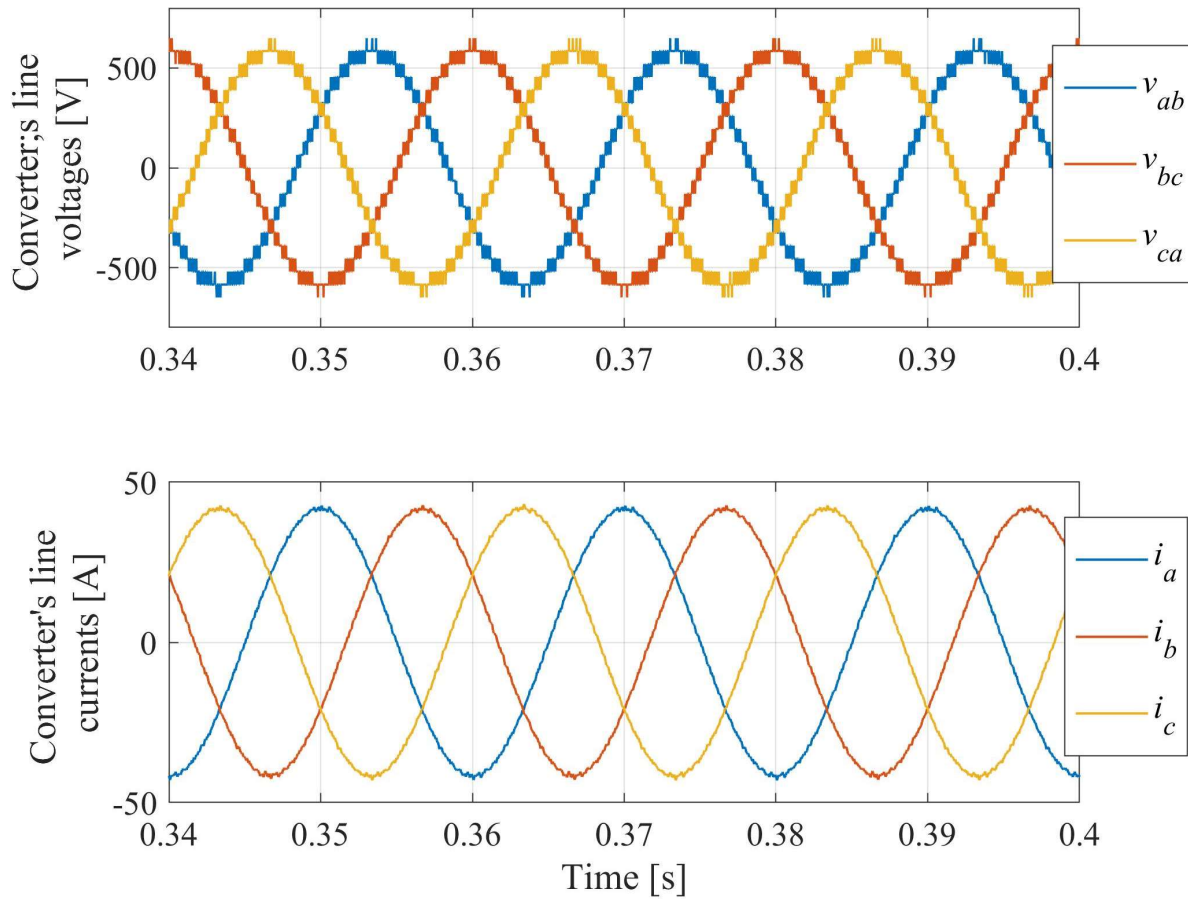 Converter;s line
voltages [V]
500
0
-500
0.34
0.35
0.36
0.37
0.38
0.39
0.4
v_ab
v_bc
v_ca
Converter's line
currents [A]
50
0
-50
0.34
0.35
0.36
0.37
0.38
0.39
0.4
Time [s]
i_a
i_b
i_c